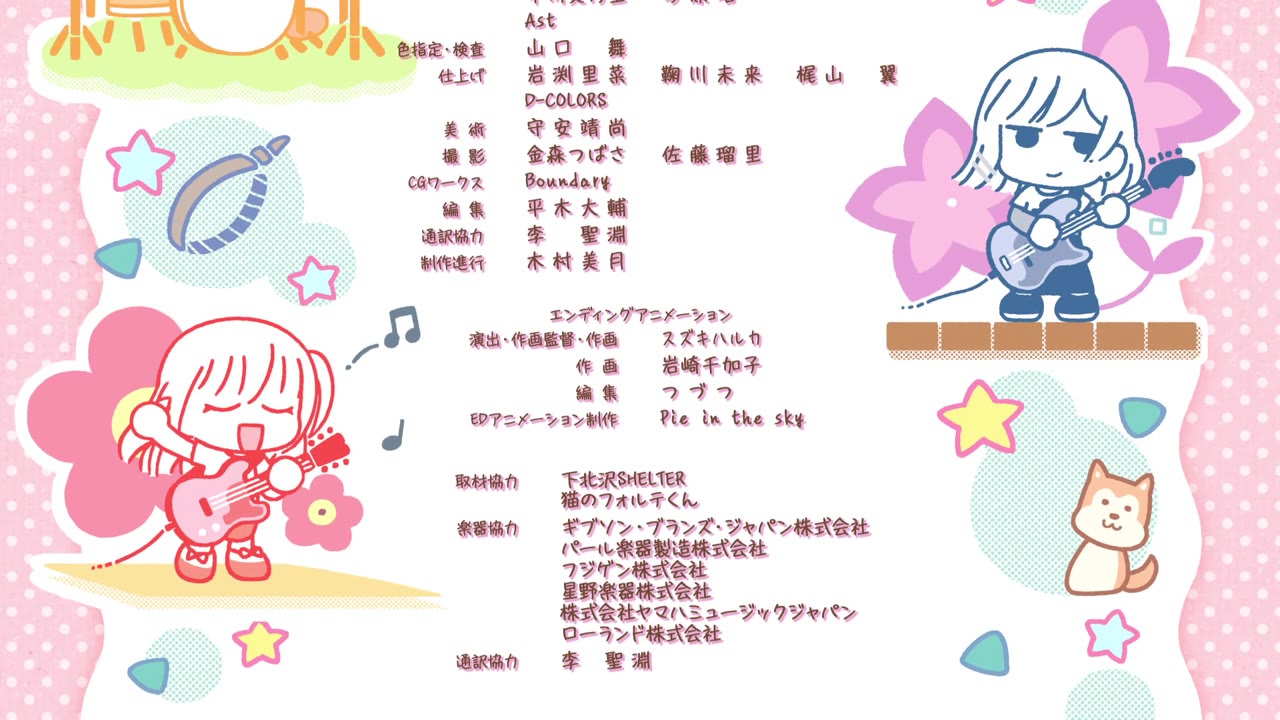 Ast
色指定・検査 山口 舞
仕上げ 岩渕里菜 鞠川未来 梶山 翼
D-COLORS
美術 守安靖尚
撮影 金森つばさ 佐藤瑠里
CGワークス Boundary
編集 平木大輔
通訳協力 李 聖淵
制作進行 木村美月
エンディングアニメーション
演出・作画監督・作画 スズキハルカ
作画 岩崎千加子
編集 つづつ
EDアニメーション制作 Pie in the sky
取材協力 下北沢SHELTER
猫のフォルテくん
楽器協力 ギブソン・ブランズ・ジャパン株式会社
パール楽器製造株式会社
フジゲン株式会社
星野楽器株式会社
株式会社ヤマハミュージックジャパン
ローランド株式会社
通訳協力 李 聖淵